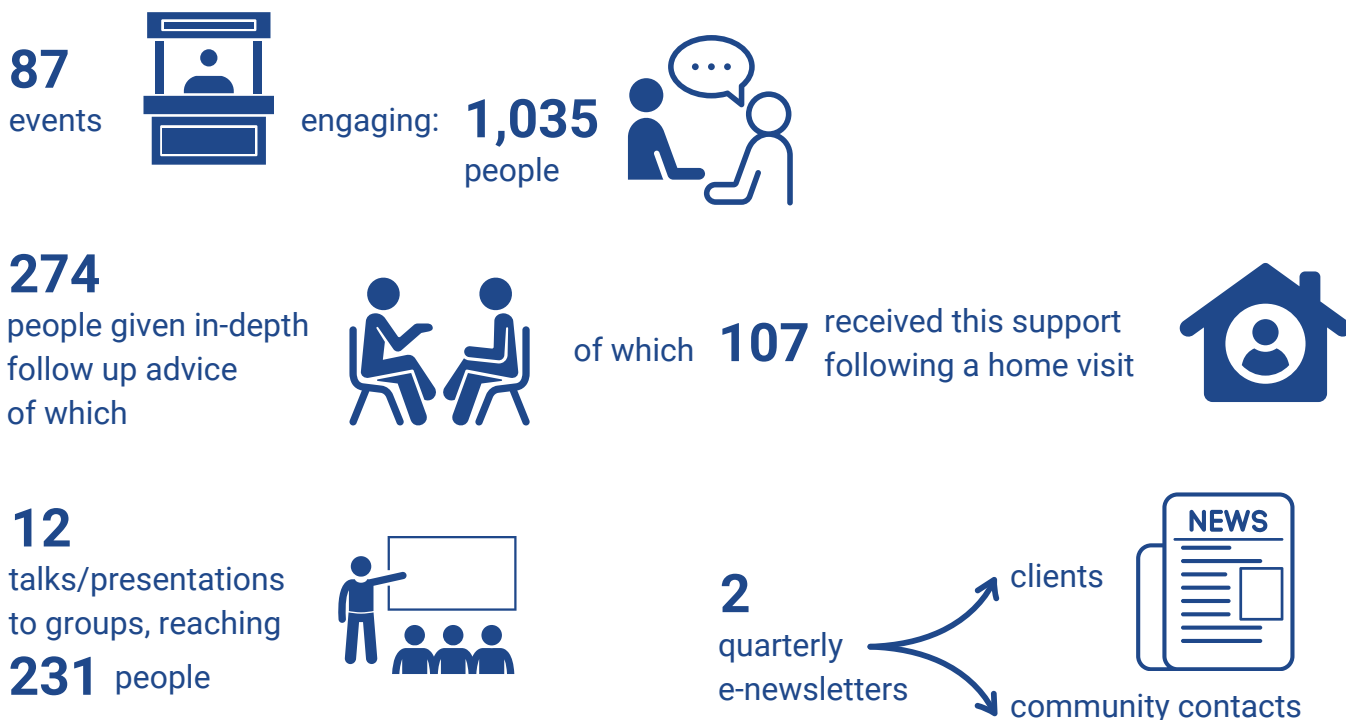 87
events
engaging:
1,035
people
274
people given in-depth
follow up advice
of which
of which
107
received this support
following a home visit
12
talks/presentations
to groups, reaching
231 people
2
quarterly
e-newsletters
clients
community contacts
NEWS